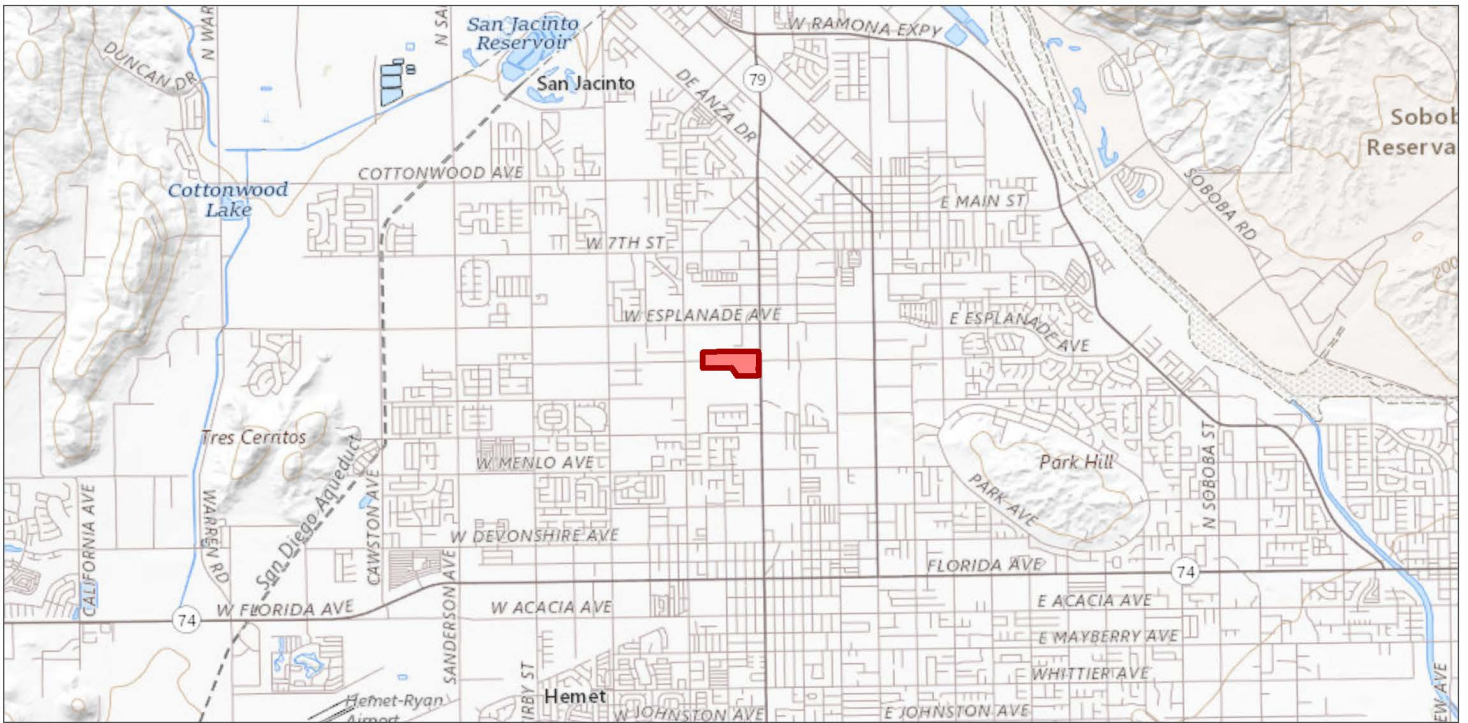 N WAR
N SA
San Jacinto
Reservoir
W RAMONA EXPY
DUNCAN DR
San Jacinto
79
DE ANZA DR
Sobob
Reserva
COTTONWOOD AVE
Cottonwood
Lake
E MAIN ST
SOBOBA RD
W 7TH ST
200
W ESPLANADE AVE
E ESPLANADE AVE
Tres Cerritos
W MENLO AVE
Park Hill
PARK AVE
N SOBOBA ST
CALIFORNIA AVE
WARREN RD
San Diego Aqueduct
CAWSTON AVE
W DEVONSHIRE AVE
FLORIDA AVE
74
SANDERSON AVE
W FLORIDA AVE
74
W ACACIA AVE
E ACACIA AVE
E MAYBERRY AVE
WHITTIER AVE
Hemet-Ryan
Airport
KIRBY ST
Hemet
W JOHNSTON AVE
E JOHNSTON AVE
EW AVE